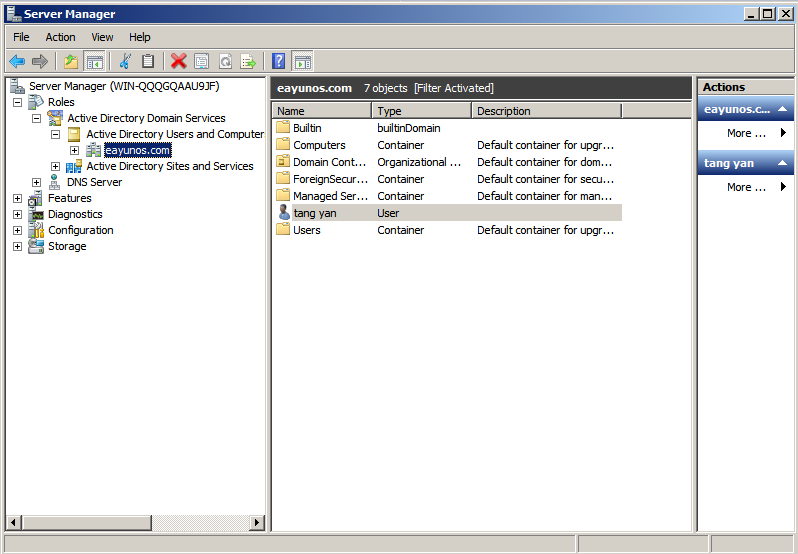 Server Manager
File Action View Help
Server Manager (WIN-QQQGQAAU9JF)
Roles
Active Directory Domain Services
Active Directory Users and Computer
eayunos.com
Active Directory Sites and Services
DNS Server
Features
Diagnostics
Configuration
Storage
eayunos.com 7 objects [Filter Activated]
Name Type Description
Builtin builtinDomain
Computers Container Default container for upgr...
Domain Cont... Organizational ... Default container for dom...
ForeignSecur... Container Default container for secu...
Managed Ser... Container Default container for man...
tang yan User
Users Container Default container for upgr...
Actions
eayunos.c...
More ...
tang yan
More ...